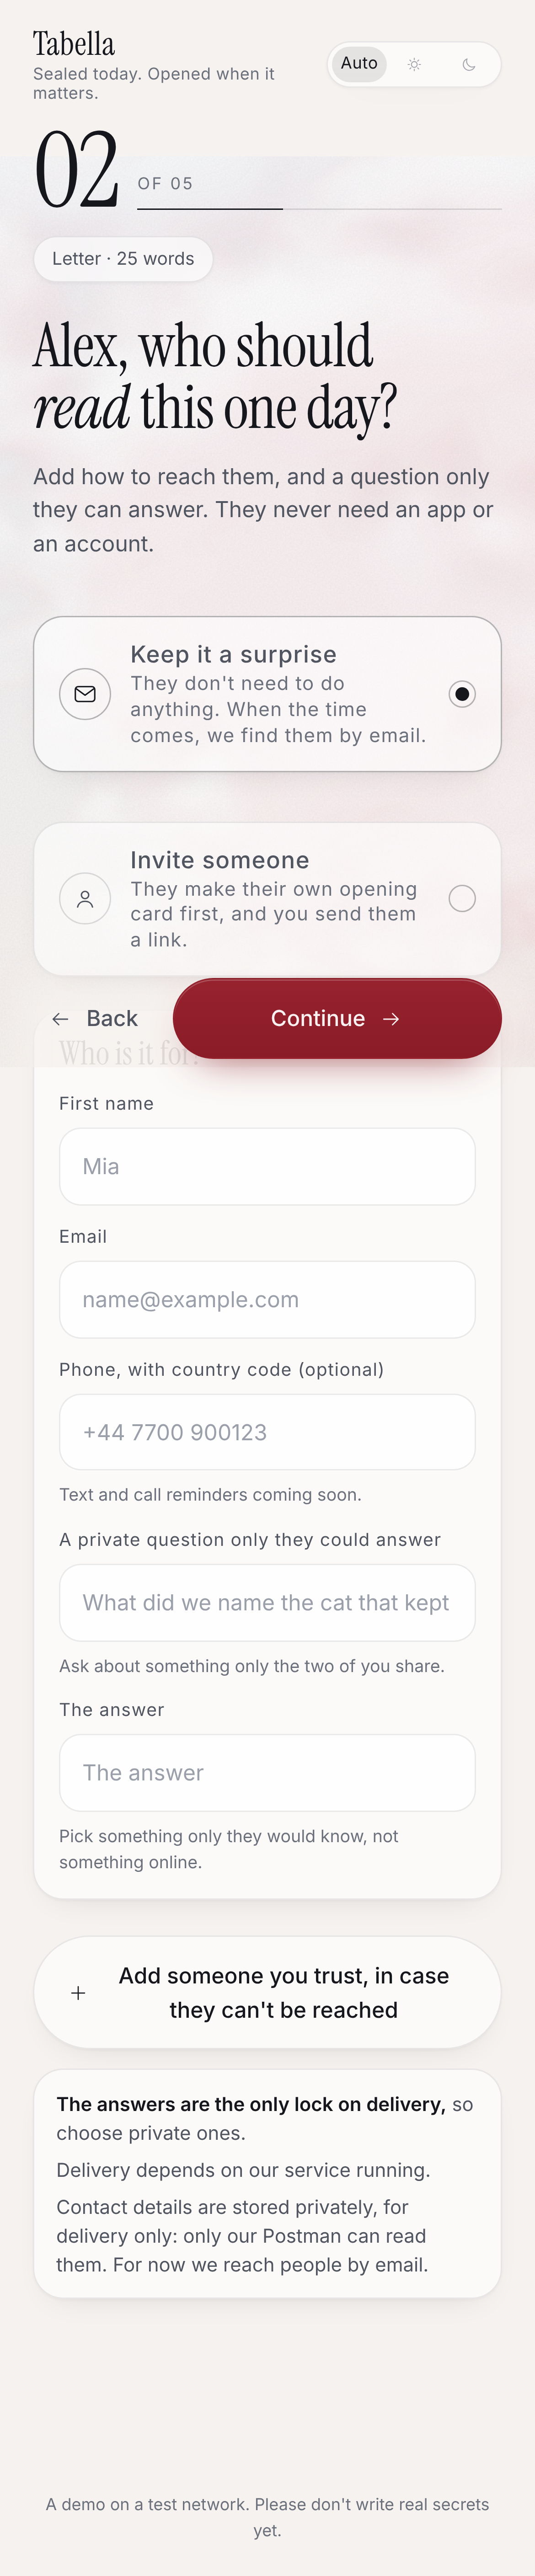 Tabella
Sealed today. Opened when it
matters.
Auto
02
OF 05
Letter · 25 words
Alex, who should
read this one day?
Add how to reach them, and a question only
they can answer. They never need an app or
an account.
Keep it a surprise
They don't need to do
anything. When the time
comes, we find them by email.
Invite someone
They make their own opening
card first, and you send them
a link.
Back
Continue
Who is it for?
First name
Mia
Email
name@example.com
Phone, with country code (optional)
+44 7700 900123
Text and call reminders coming soon.
A private question only they could answer
What did we name the cat that kept
Ask about something only the two of you share.
The answer
The answer
Pick something only they would know, not
something online.
Add someone you trust, in case
they can't be reached
The answers are the only lock on delivery, so
choose private ones.
Delivery depends on our service running.
Contact details are stored privately, for
delivery only: only our Postman can read
them. For now we reach people by email.
A demo on a test network. Please don't write real secrets
yet.